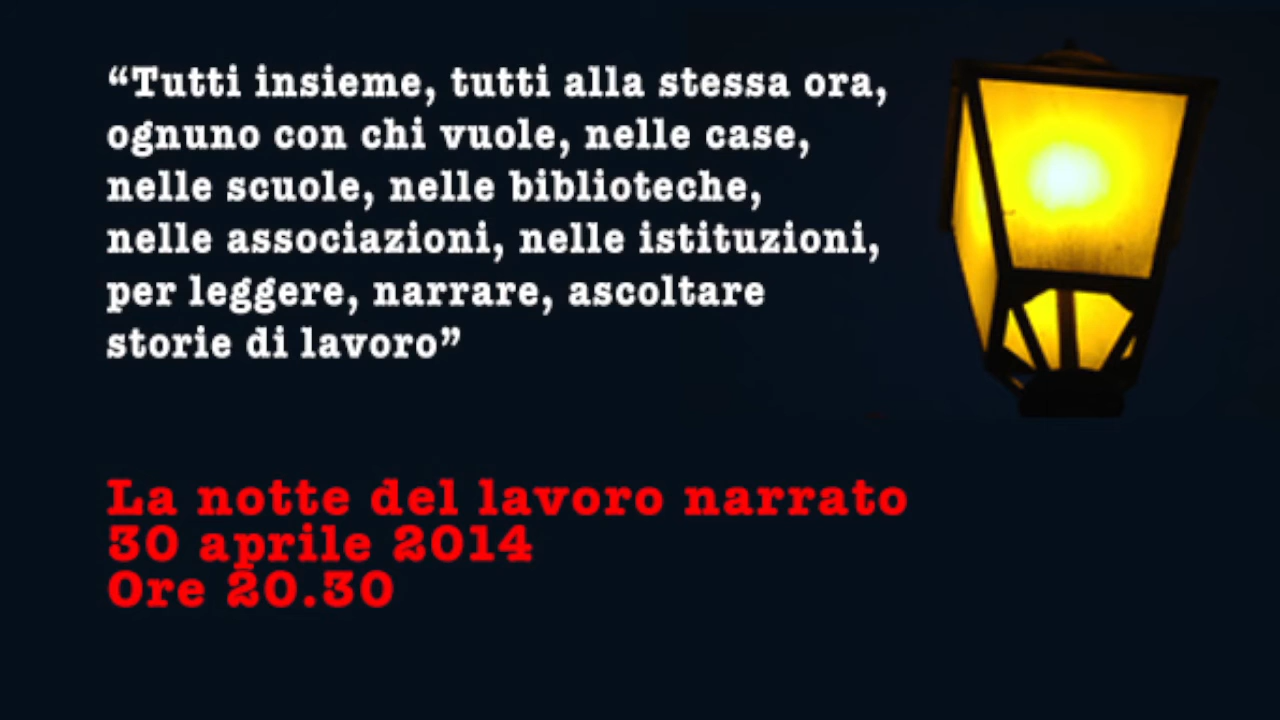 “Tutti insieme, tutti alla stessa ora,
ognuno con chi vuole, nelle case,
nelle scuole, nelle biblioteche,
nelle associazioni, nelle istituzioni,
per leggere, narrare, ascoltare
storie di lavoro”
La notte del lavoro narrato
30 aprile 2014
Ore 20.30